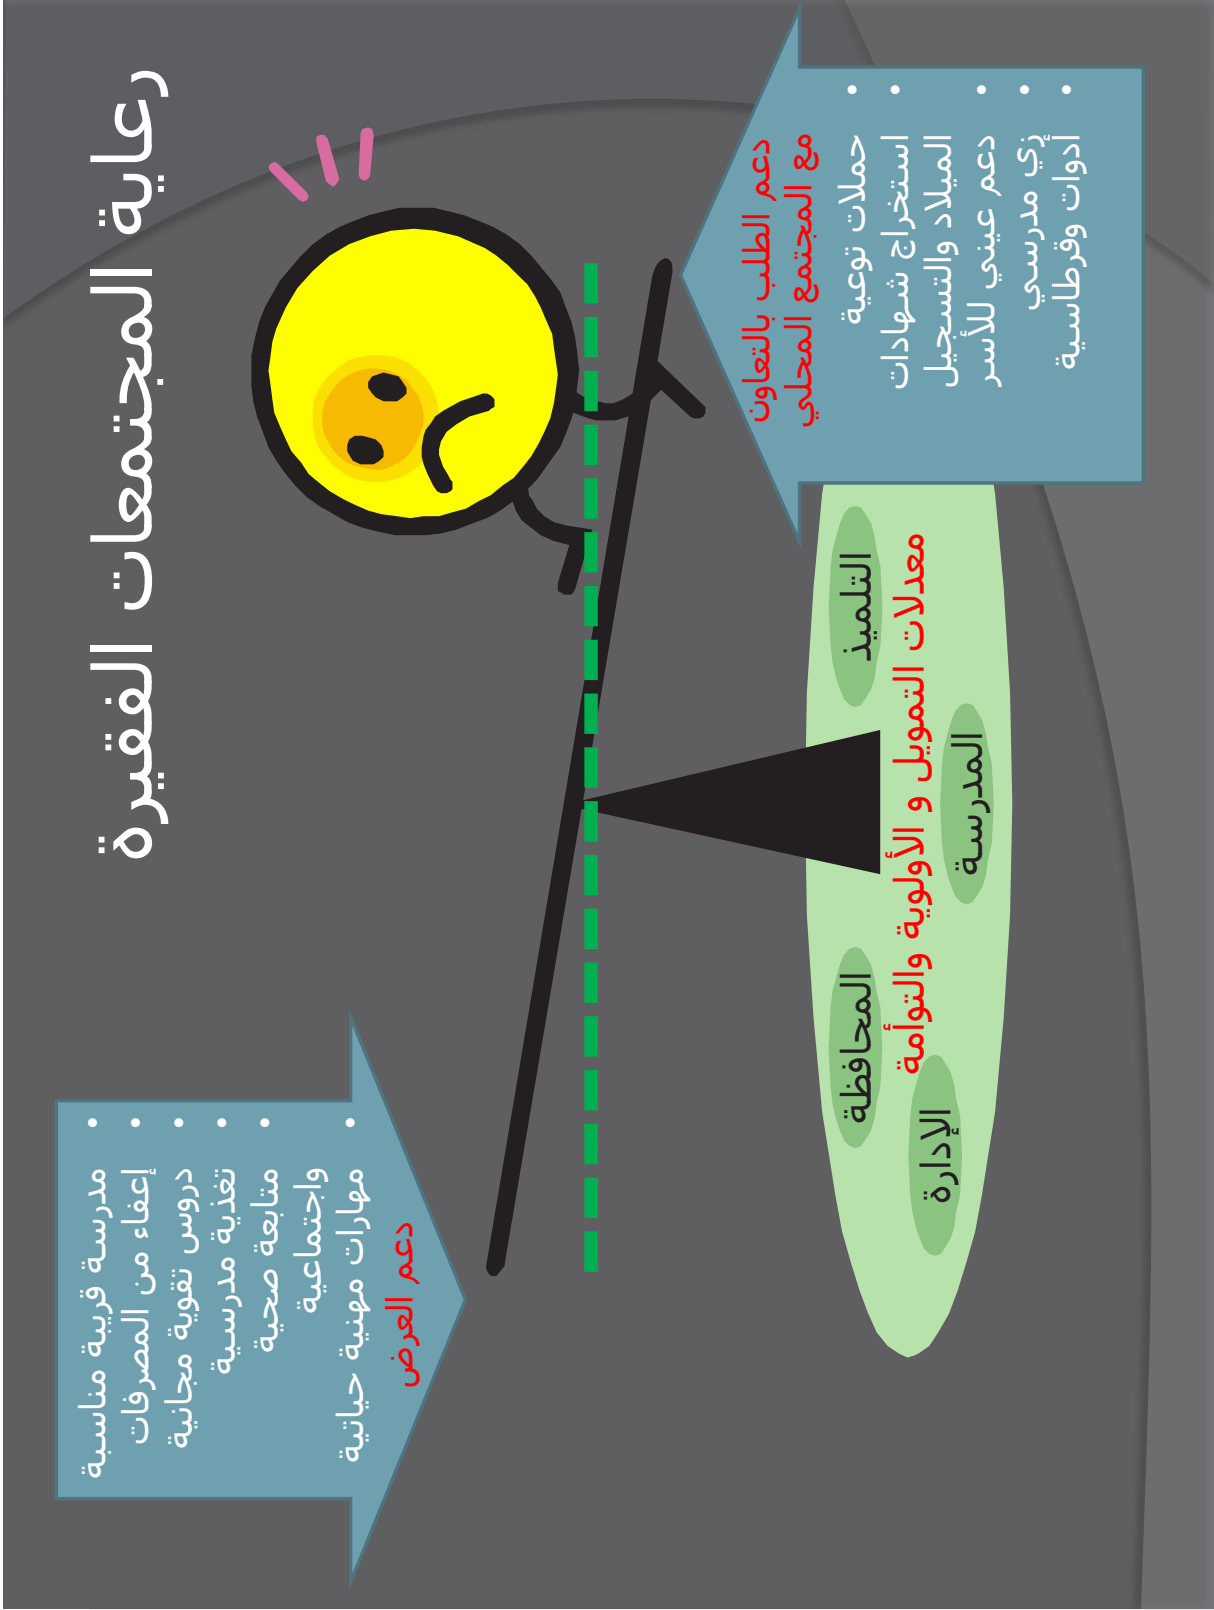 رعاية المجتمعات الفقيرة
دعم الطلب بالتعاون
مع المجتمع المحلي
• حملات توعية
• استخراج شهادات
الميلاد والتسجيل
• دعم عيني للأسر
• زي مدرسي
• أدوات وقرطاسية
• مدرسة قريبة مناسبة
• إعفاء من المصرفات
• دروس تقوية مجانية
• تغذية مدرسية
• متابعة صحية
واجتماعية
• مهارات مهنية حياتية
دعم العرض
التلميذ
المحافظة
معدلات التمويل و الأولوية والتوأمة
المدرسة
الإدارة